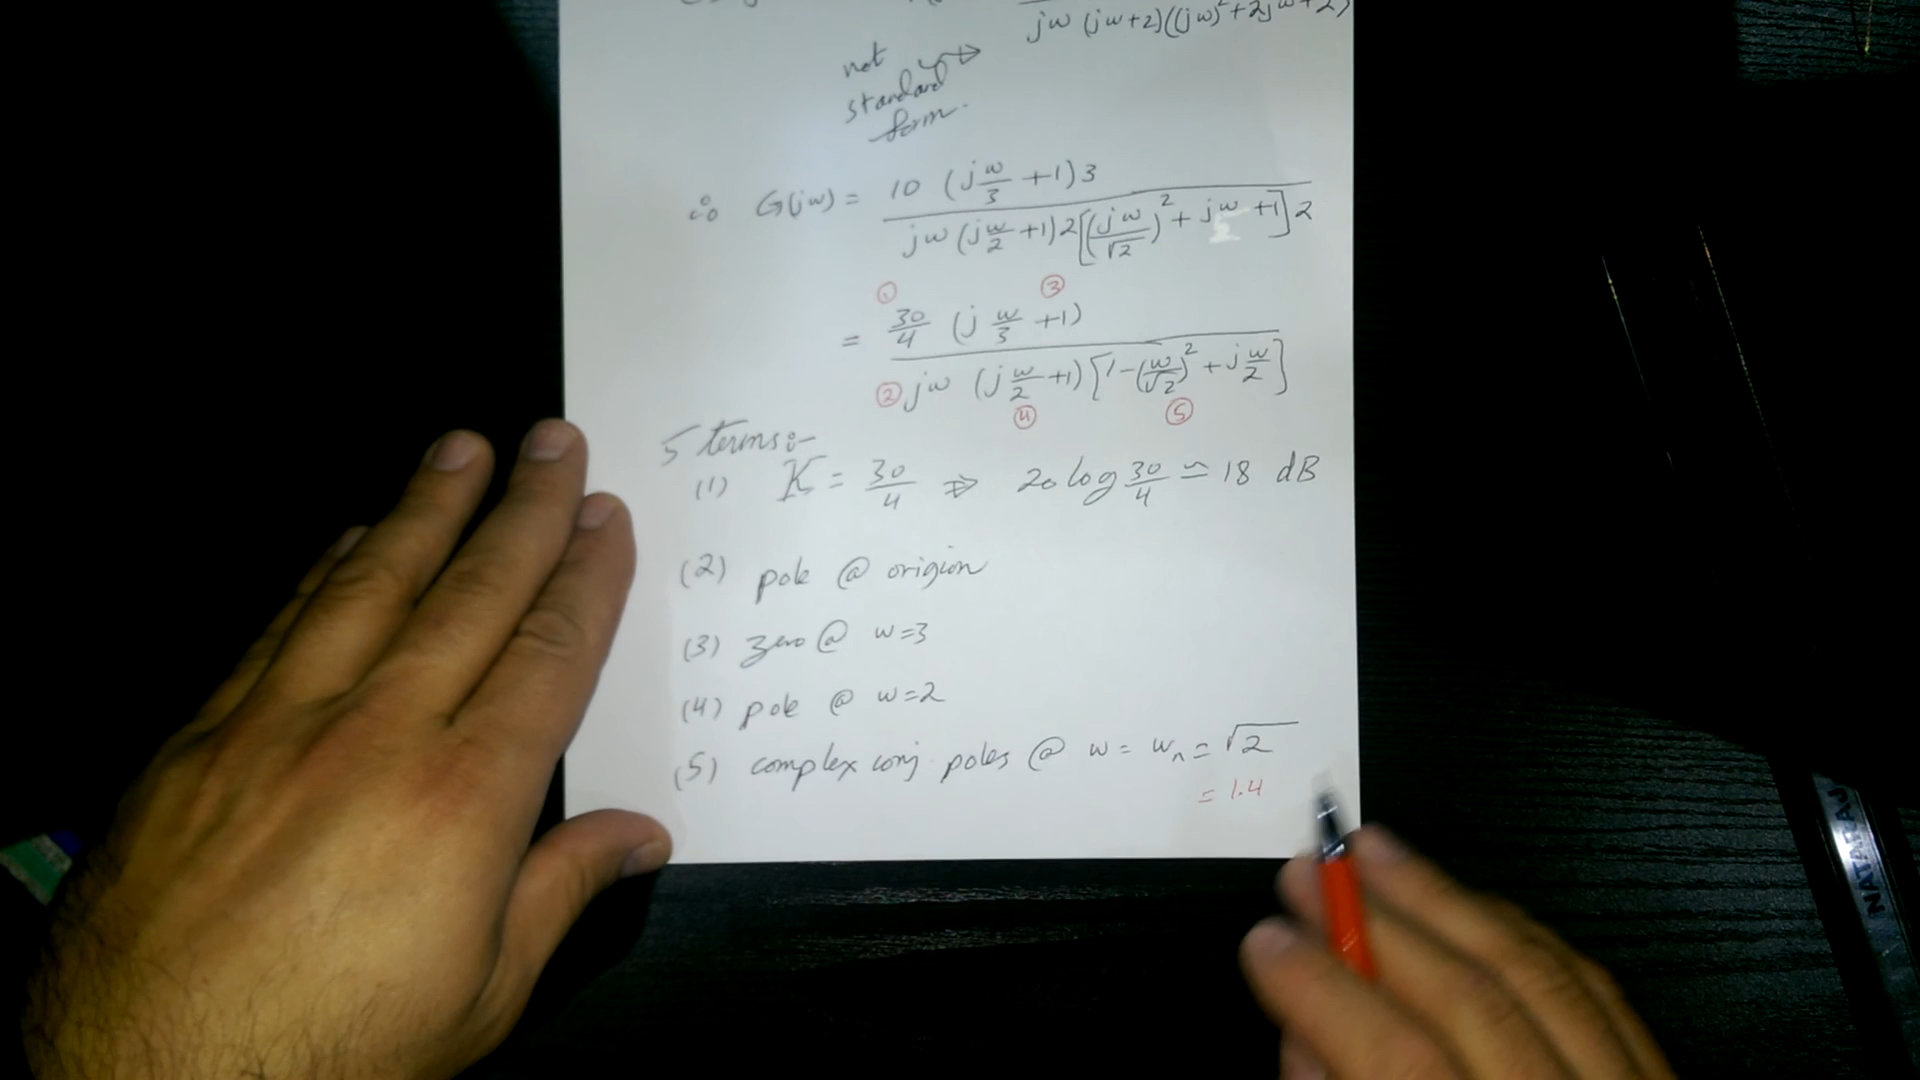 jω (jω+2)((jω)²+2jω+2)
not
standard
form.
∴ G(jω) = 10 (jω/3 +1)3 / jω (jω/2 +1)2[(jω/√2)² + jω +1]2
① ③
= 30/4 (j ω/3 +1) / ② jω (j ω/2 +1)[1-(ω/√2)² + j ω/2]
④ ⑤
5 terms:-
(1) K = 30/4 ⇒ 20 log 30/4 ≃ 18 dB
(2) pole @ origion
(3) zero @ w=3
(4) pole @ w=2
(5) complex conj poles @ w = wn = √2
= 1.4
NATARAJ